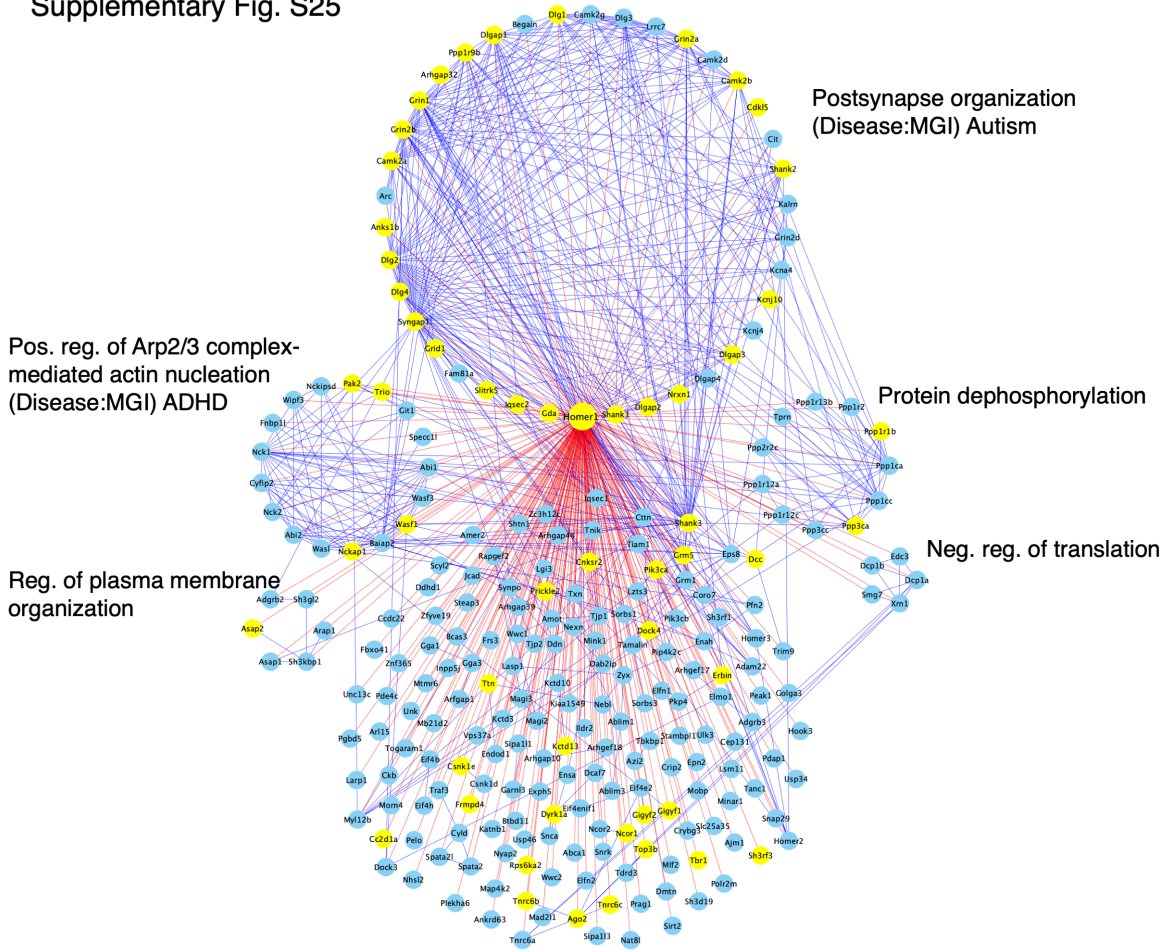 Supplementary Fig. S25
Begain
Dlg1
Camk2g
Dlg3
Lrrc7
Dlgap1
Grin2a
Ppp1r9b
Camk2d
Arhgap32
Camk2b
Grin1
Cdkl5
Postsynapse organization
(Disease:MGI) Autism
Grin2b
Cit
Camk2a
Shank2
Arc
Kalrn
Anks1b
Grin2d
Dlg2
Kcna4
Dlg4
Kcnj10
Syngap1
Kcnj4
Grid1
Dlgap3
Pos. reg. of Arp2/3 complex-
mediated actin nucleation
(Disease:MGI) ADHD
Fam81a
Dlgap4
Nckipsd
Pak2
Trio
Slitrk5
Nrxn1
Wipf3
Git1
Iqsec2
Gda
Homer1
Shank1
Dlgap2
Tprn
Ppp1r13b
Ppp1r2
Protein dephosphorylation
Fnbp1l
Specc1l
Ppp1r1b
Nck1
Abi1
Ppp2r2c
Ppp1ca
Cyfip2
Wasf3
Iqsec1
Ppp1r12a
Ppp1cc
Nck2
Wasf1
Shtn1
Zc3h12c
Cttn
Shank3
Ppp1r12c
Ppp3cc
Ppp3ca
Abi2
Wasl
Nckap1
Baiap2
Amer2
Arhgap46
Tnik
Tiam1
Grm5
Eps8
Dcc
Edc3
Neg. reg. of translation
Rapgef2
Scyl2
Lgi3
Cnksr2
Pik3ca
Dcp1b
Dcp1a
Reg. of plasma membrane
organization
Jcad
Ddhd1
Synpo
Prickle2
Txn
Lzts3
Grm1
Coro7
Smg7
Xrn1
Adgrb2
Sh3gl2
Steap3
Arhgap39
Pfn2
Ccdc22
Zfyve19
Amot
Nexn
Tjp1
Sorbs1
Pik3cb
Sh3rf1
Asap2
Arap1
Bcas3
Frs3
Wwc1
Tjp2
Ddn
Mink1
Dock4
Tamalin
Enah
Homer3
Fbxo41
Gga1
Pip4k2c
Trim9
Asap1
Sh3kbp1
Znf365
Inpp5j
Gga3
Lasp1
Dab2ip
Zyx
Arhgef17
Adam22
Mtmr6
Ttn
Kctd10
Erbin
Unc13c
Pde4c
Arfgap1
Magi3
Kiaa1549
Nebl
Elfn1
Sorbs3
Pkp4
Elmo1
Peak1
Golga3
Unk
Mb21d2
Kctd3
Magi2
Ildr2
Ablim1
Adgrb3
Hook3
Pgbd5
Arl15
Togaram1
Vps37a
Sipa1l1
Kctd13
Arhgef18
Tbkbp1
Stambpl1
Ulk3
Cep131
Eif4b
Endod1
Arhgap10
Azi2
Crip2
Epn2
Lsm11
Pdap1
Larp1
Ckb
Csnk1e
Csnk1d
Ensa
Dcaf7
Usp34
Traf3
Garnl3
Exph5
Ablim3
Eif4e2
Mobp
Tanc1
Myl12b
Mom4
Eif4h
Frmpd4
Btbd11
Dyrk1a
Eif4enif1
Gigyf2
Gigyf1
Minar1
Snap29
Cc2d1a
Pelo
Cyld
Katnb1
Usp46
Snca
Ncor2
Ncor1
Crybg3
Slc25a35
Ajm1
Homer2
Dock3
Spata2l
Spata2
Nyap2
Rps6ka2
Abca1
Snrk
Top3b
Mlf2
Tbr1
Sh3rf3
Nhsl2
Map4k2
Wwc2
Elfn2
Tdrd3
Polr2m
Plekha6
Tnrc6b
Tnrc6c
Prag1
Dmtn
Sh3d19
Ankrd63
Mad2l1
Ago2
Sirt2
Tnrc6a
Sipa1l3
Nat8l